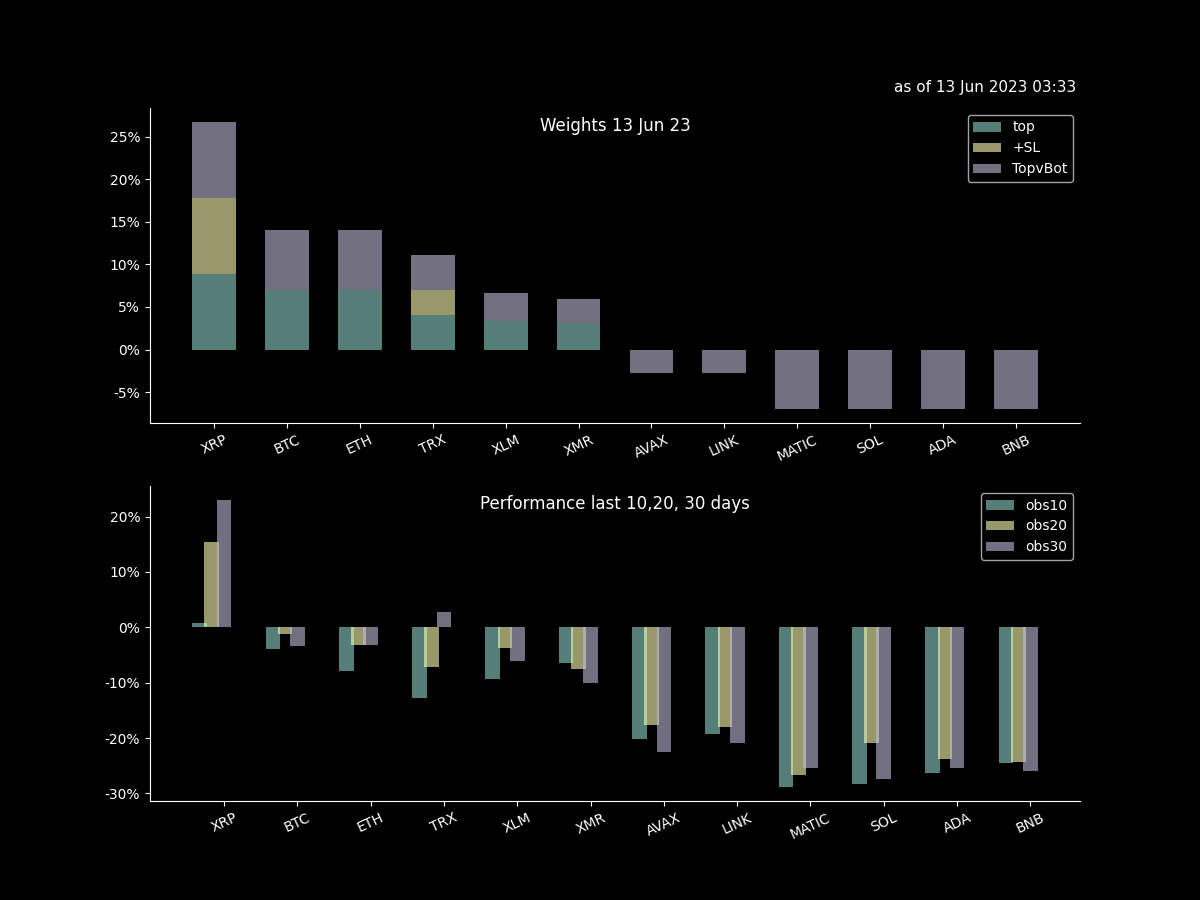 as of 13 Jun 2023 03:33
Weights 13 Jun 23
top
+SL
TopvBot
25%
20%
15%
10%
5%
0%
-5%
XRP BTC ETH TRX XLM XMR AVAX LINK MATIC SOL ADA BNB
Performance last 10,20, 30 days
obs10
obs20
obs30
20%
10%
0%
-10%
-20%
-30%
XRP BTC ETH TRX XLM XMR AVAX LINK MATIC SOL ADA BNB